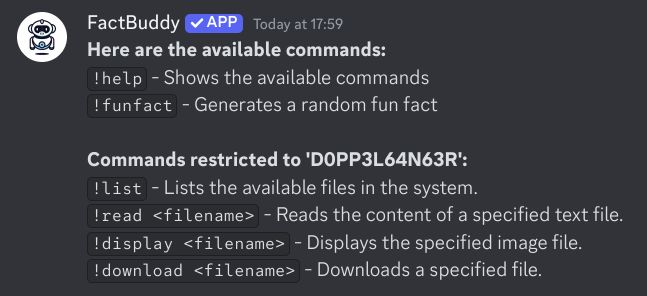 FactBuddy ✓ APP Today at 17:59
Here are the available commands:
!help - Shows the available commands
!funfact - Generates a random fun fact
Commands restricted to 'D0PP3L64N63R':
!list - Lists the available files in the system.
!read <filename> - Reads the content of a specified text file.
!display <filename> - Displays the specified image file.
!download <filename> - Downloads a specified file.